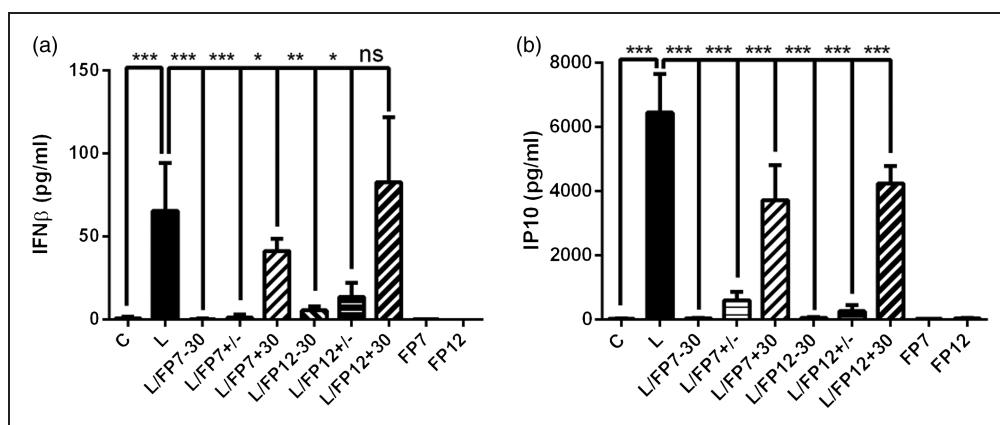 (a)
*** *** *** * ** * ns
150
100
50
0
IFNβ (pg/ml)
C L L/FP7-30 L/FP7+/- L/FP7+30 L/FP12-30 L/FP12+/- L/FP12+30 FP7 FP12
(b)
*** *** *** *** *** *** ***
8000
6000
4000
2000
0
IP10 (pg/ml)
C L L/FP7-30 L/FP7+/- L/FP7+30 L/FP12-30 L/FP12+/- L/FP12+30 FP7 FP12